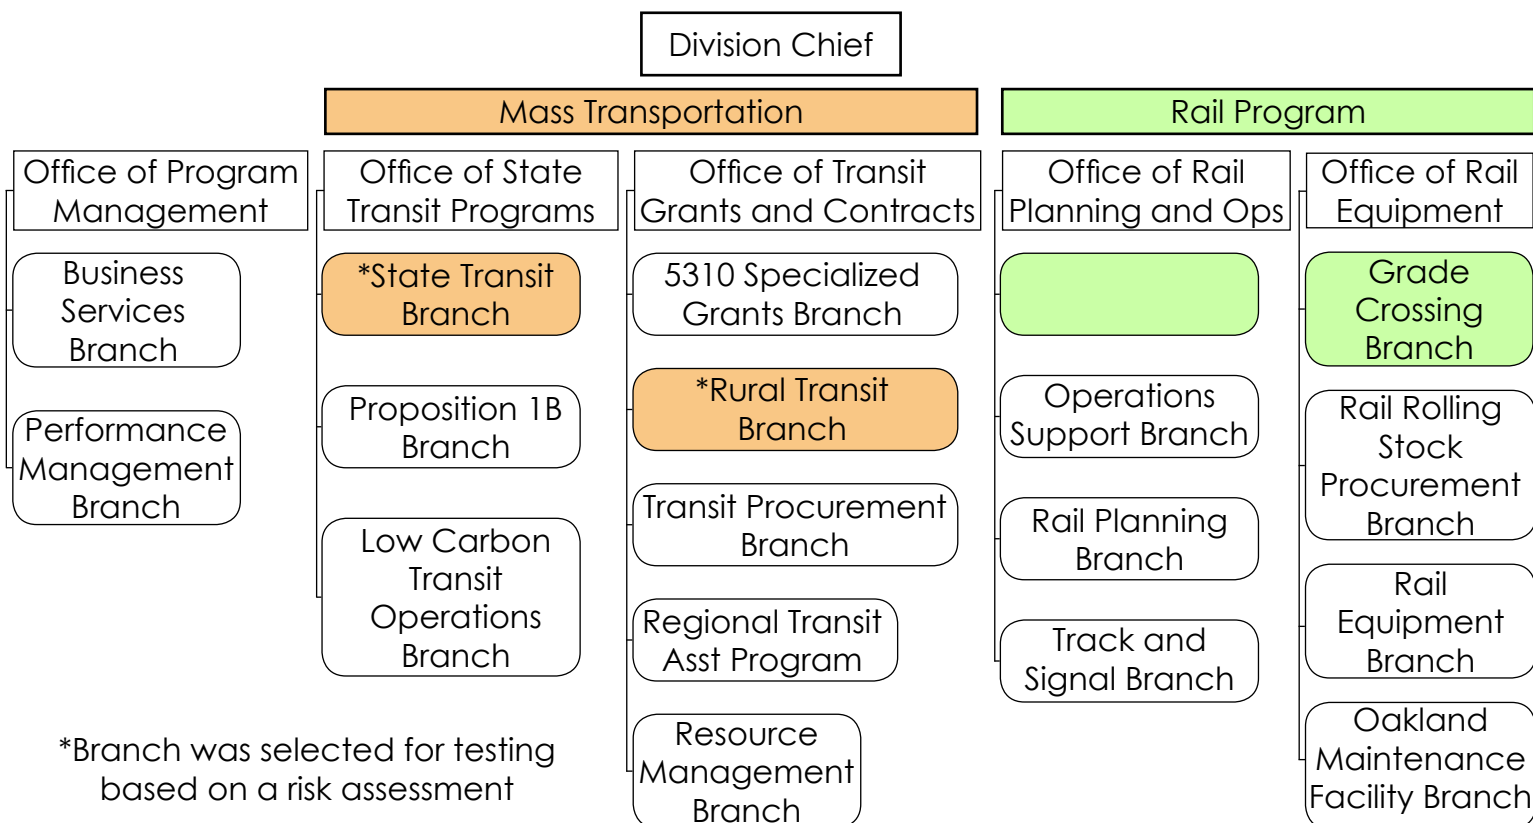 Division Chief
Mass Transportation
Rail Program
Office of Program
Management
Business
Services
Branch
Performance
Management
Branch
Office of State
Transit Programs
*State Transit
Branch
Proposition 1B
Branch
Low Carbon
Transit
Operations
Branch
Office of Transit
Grants and Contracts
5310 Specialized
Grants Branch
*Rural Transit
Branch
Transit Procurement
Branch
Regional Transit
Asst Program
Resource
Management
Branch
Office of Rail
Planning and Ops
Operations
Support Branch
Rail Planning
Branch
Track and
Signal Branch
Office of Rail
Equipment
Grade
Crossing
Branch
Rail Rolling
Stock
Procurement
Branch
Rail
Equipment
Branch
Oakland
Maintenance
Facility Branch
*Branch was selected for testing
based on a risk assessment